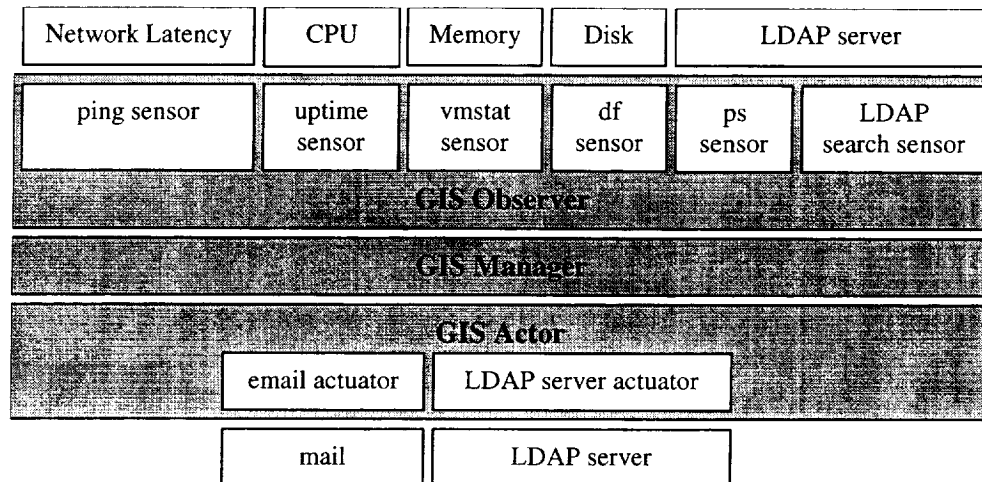 Network Latency
CPU
Memory
Disk
LDAP server
ping sensor
uptime
sensor
vmstat
sensor
df
sensor
ps
sensor
LDAP
search sensor
GIS Observer
GIS Manager
GIS Actor
email actuator
LDAP server actuator
mail
LDAP server